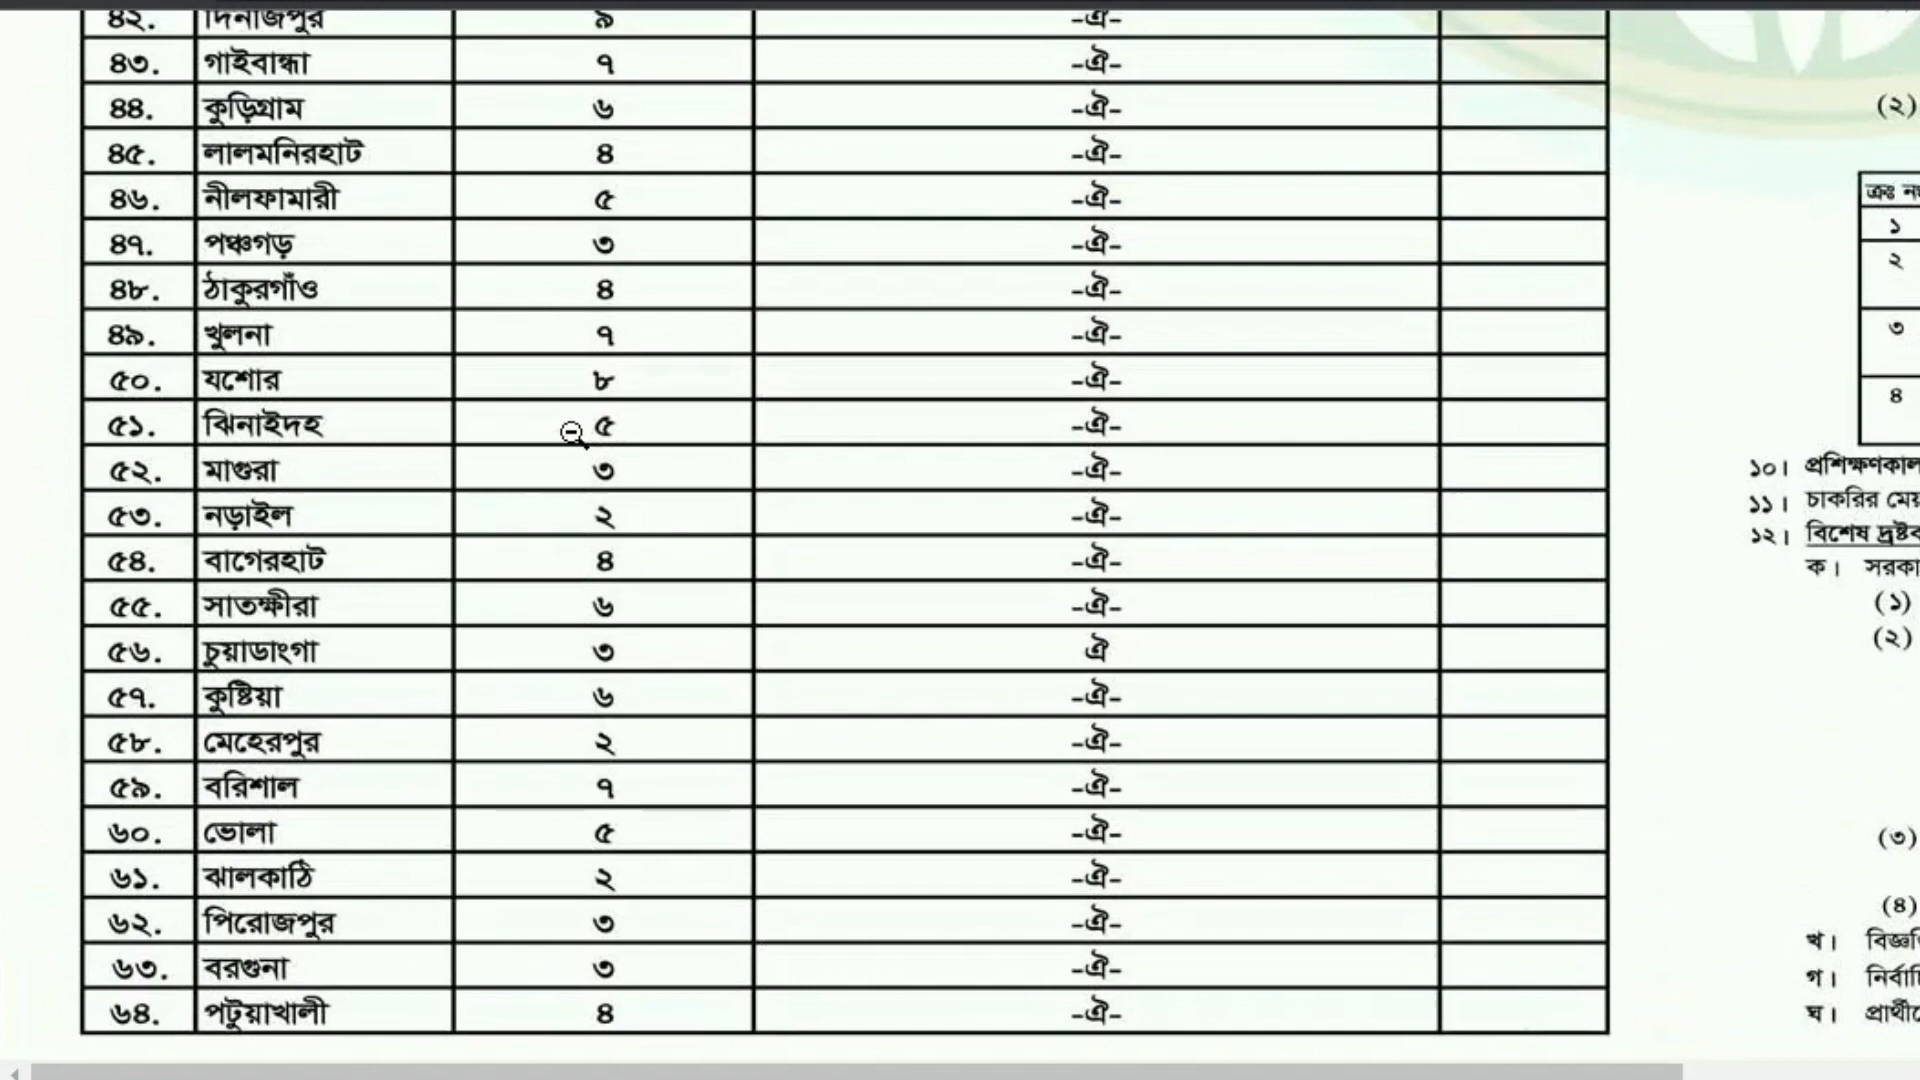 ৪২. দিনাজপুর ৯ -ঐ-
৪৩. গাইবান্ধা ৭ -ঐ-
৪৪. কুড়িগ্রাম ৬ -ঐ-
৪৫. লালমনিরহাট ৪ -ঐ-
৪৬. নীলফামারী ৫ -ঐ-
৪৭. পঞ্চগড় ৩ -ঐ-
৪৮. ঠাকুরগাঁও ৪ -ঐ-
৪৯. খুলনা ৭ -ঐ-
৫০. যশোর ৮ -ঐ-
৫১. ঝিনাইদহ ৫ -ঐ-
৫২. মাগুরা ৩ -ঐ-
৫৩. নড়াইল ২ -ঐ-
৫৪. বাগেরহাট ৪ -ঐ-
৫৫. সাতক্ষীরা ৬ -ঐ-
৫৬. চুয়াডাংগা ৩ ঐ
৫৭. কুষ্টিয়া ৬ -ঐ-
৫৮. মেহেরপুর ২ -ঐ-
৫৯. বরিশাল ৭ -ঐ-
৬০. ভোলা ৫ -ঐ-
৬১. ঝালকাঠি ২ -ঐ-
৬২. পিরোজপুর ৩ -ঐ-
৬৩. বরগুনা ৩ -ঐ-
৬৪. পটুয়াখালী ৪ -ঐ-
(২)
ক্রঃ
১
২
৩
৪
১০। প্রশিক্ষণকাল
১১। চাকরির
১২। বিশেষ
ক।
(১)
(২)
(৩)
(৪)
খ।
গ।
ঘ।